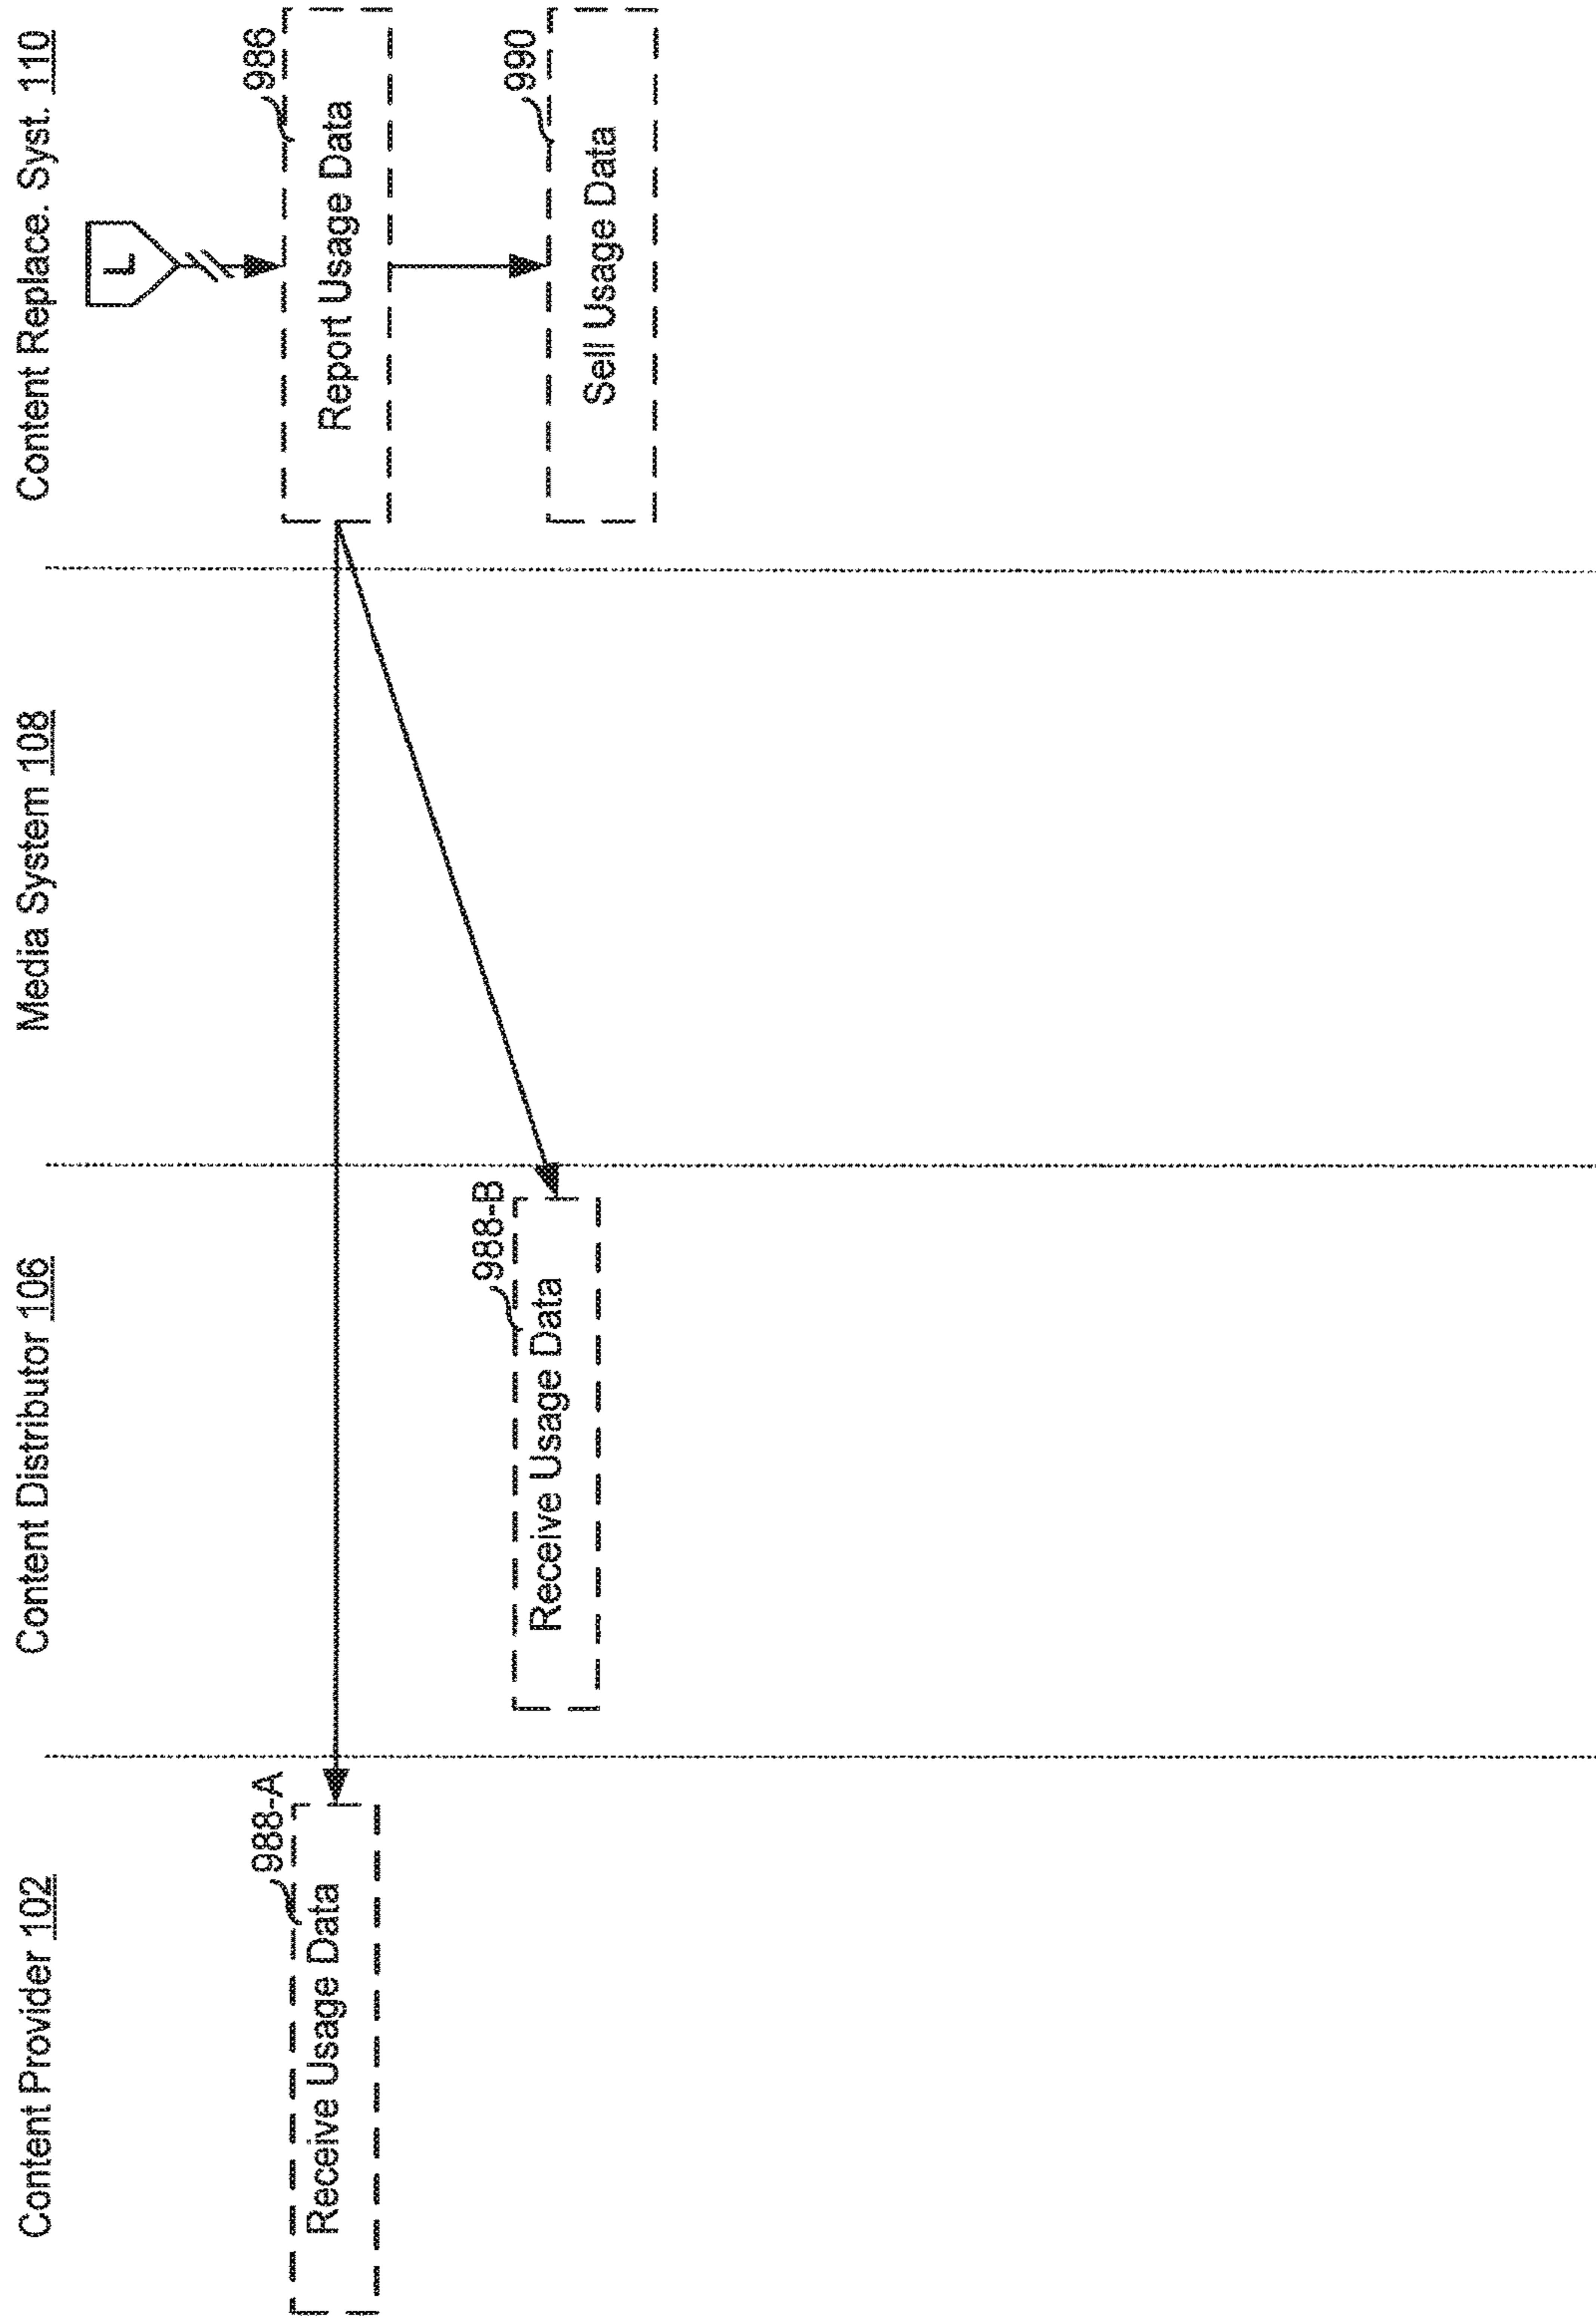 Content Provider 102
Content Distributor 106
Media System 108
Content Replace. Syst. 110
L
986
Report Usage Data
988-A
Receive Usage Data
988-B
Receive Usage Data
990
Sell Usage Data